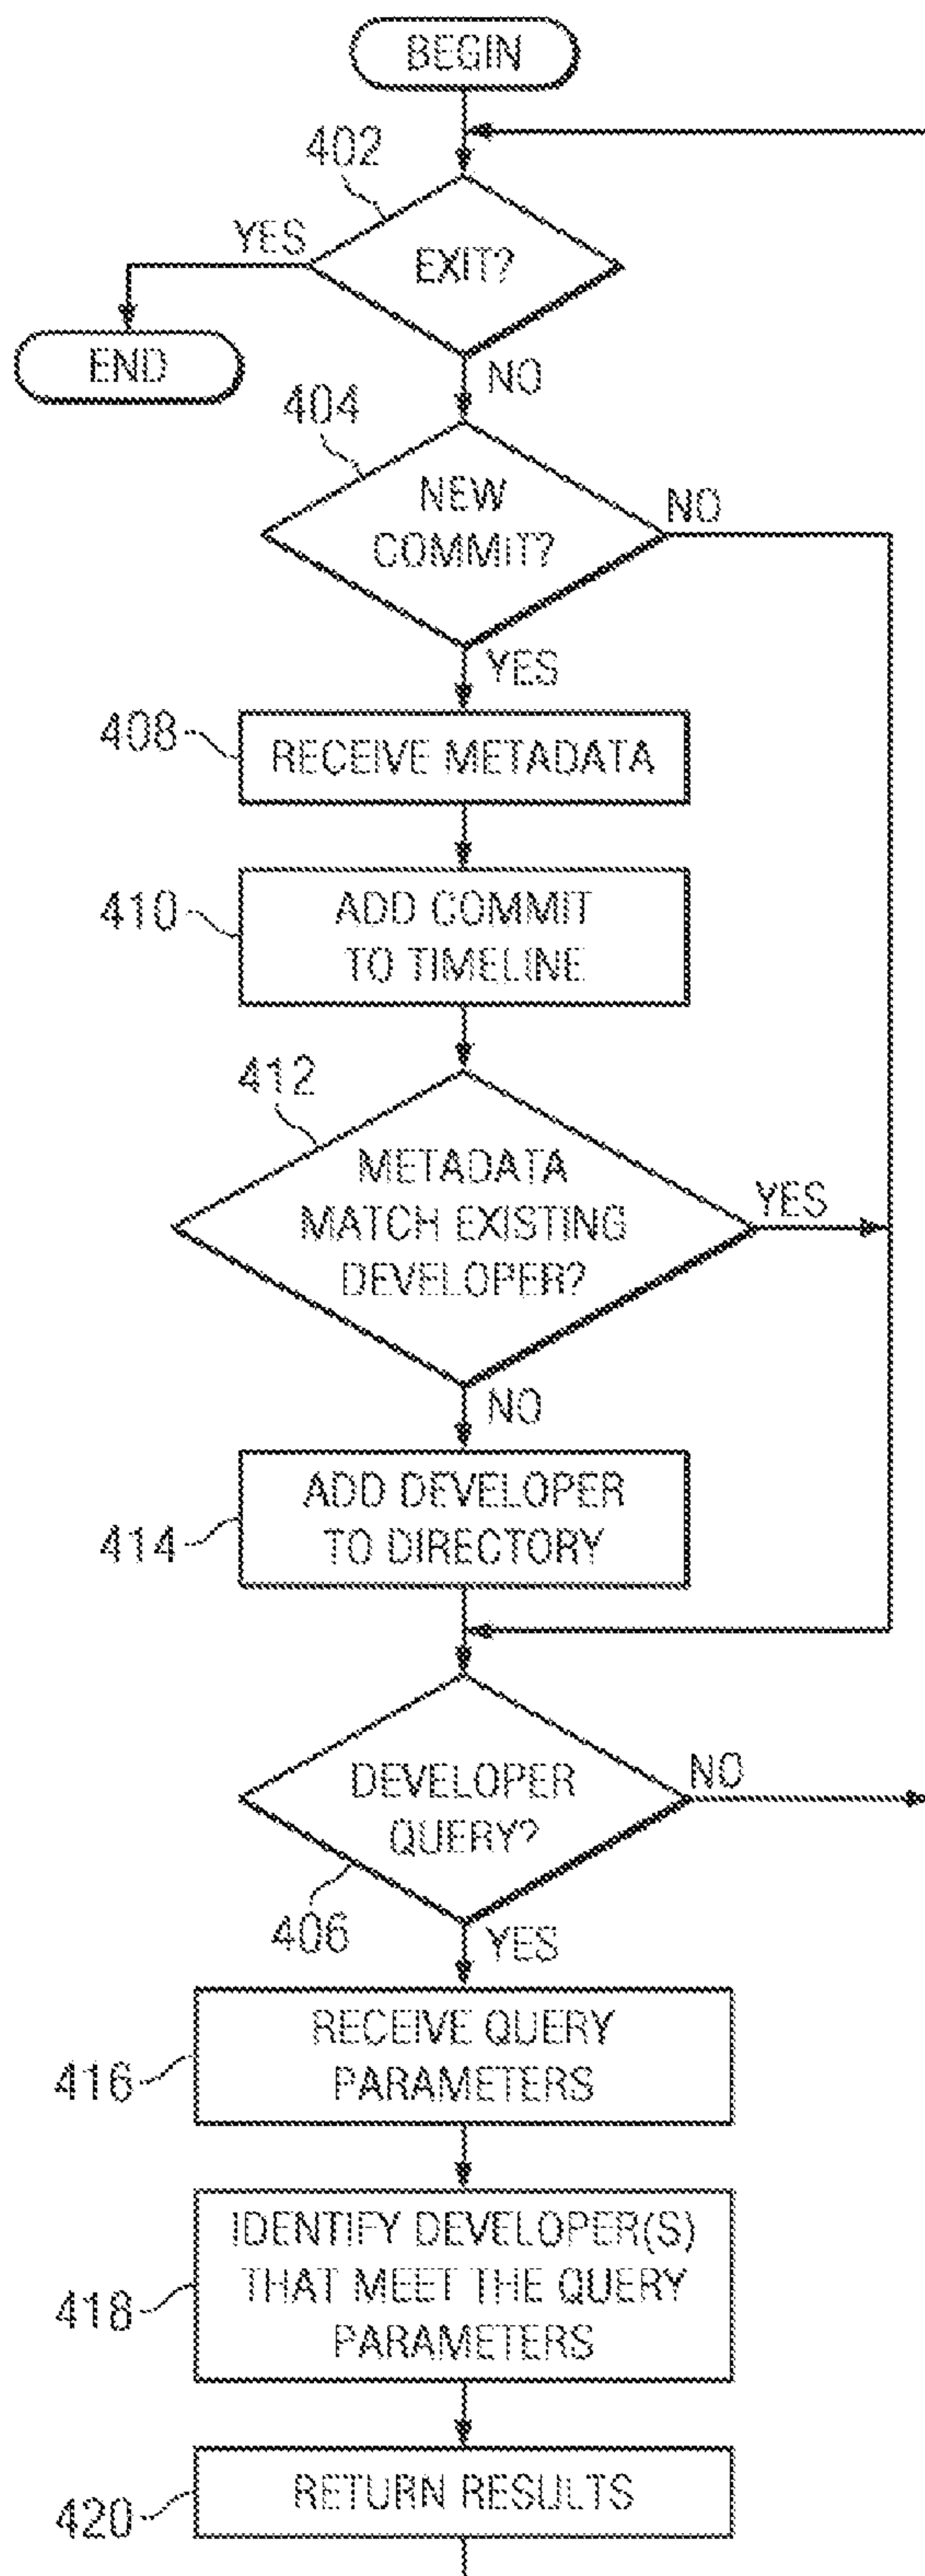 BEGIN
402
YES
EXIT?
END
NO
404
NEW
COMMIT?
NO
YES
408
RECEIVE METADATA
410
ADD COMMIT
TO TIMELINE
412
METADATA
MATCH EXISTING
DEVELOPER?
YES
NO
414
ADD DEVELOPER
TO DIRECTORY
DEVELOPER
QUERY?
NO
406
YES
416
RECEIVE QUERY
PARAMETERS
418
IDENTIFY DEVELOPER(S)
THAT MEET THE QUERY
PARAMETERS
420
RETURN RESULTS